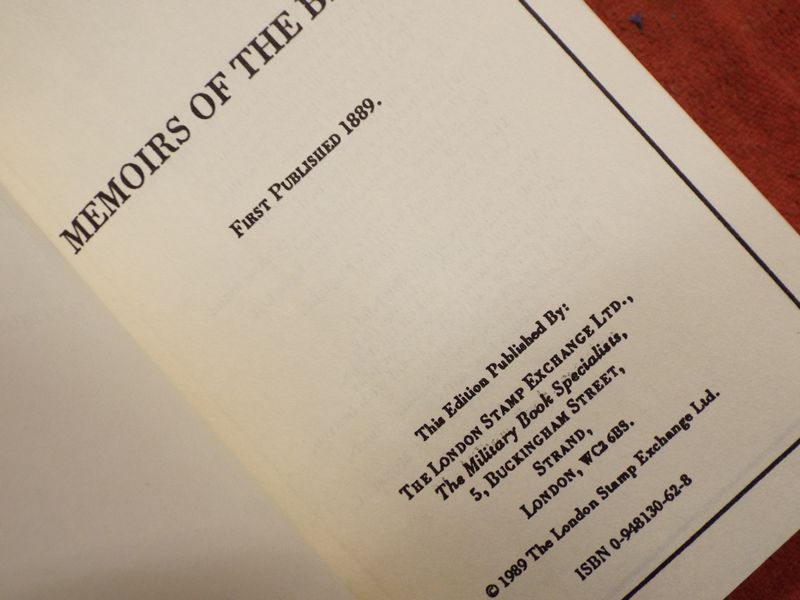 MEMOIRS OF THE
FIRST PUBLISHED 1889.
This Edition Published By:
THE LONDON STAMP EXCHANGE LTD.,
The Military Book Specialists,
5, BUCKINGHAM STREET,
STRAND,
LONDON, WC2 6BS.
© 1989 The London Stamp Exchange Ltd.
ISBN 0-948130-62-8